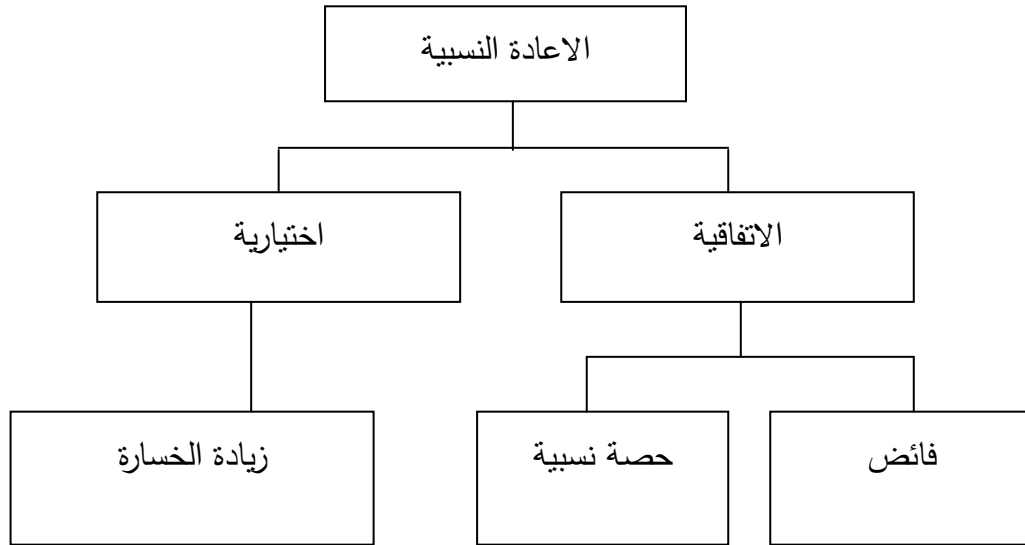 الاعادة النسبية
الاتفاقية
اختيارية
فائض
حصة نسبية
زيادة الخسارة